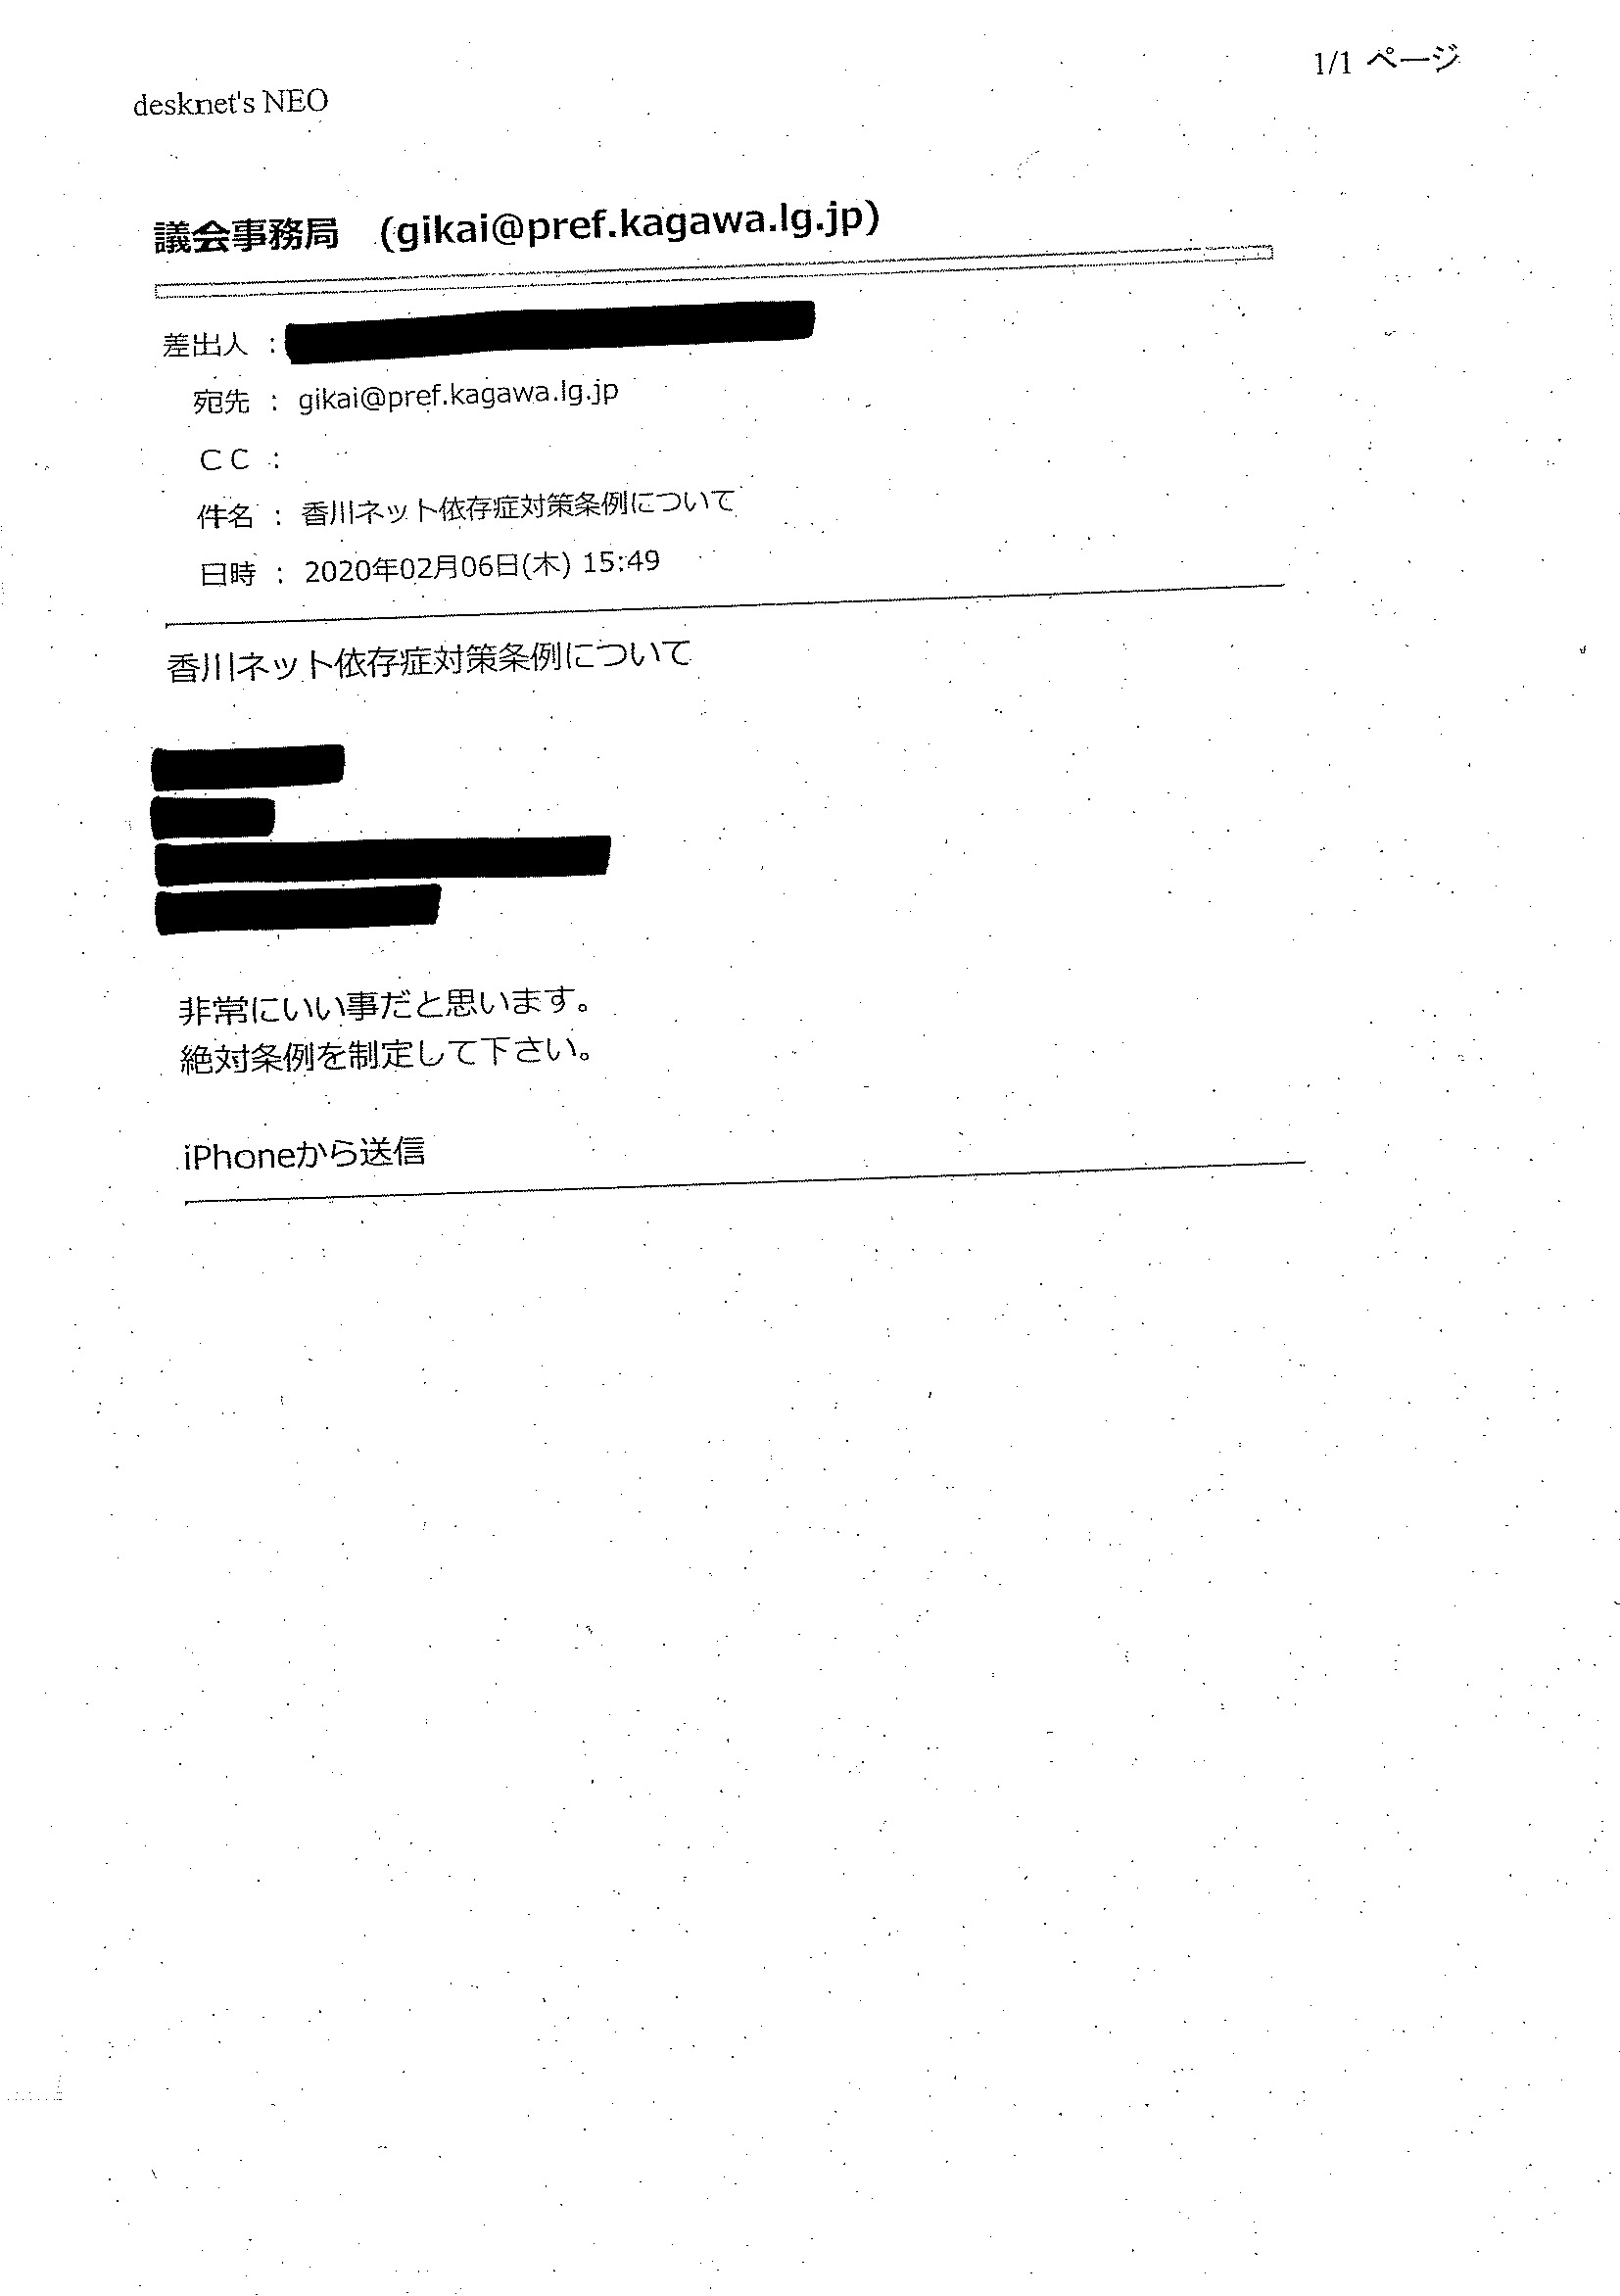 1/1 ページ
desknet's NEO
議会事務局 (gikai@pref.kagawa.lg.jp)
差出人 :
宛先 : gikai@pref.kagawa.lg.jp
CC :
件名 : 香川ネット依存症対策条例について
日時 : 2020年02月06日(木) 15:49
香川ネット依存症対策条例について
非常にいい事だと思います。
絶対条例を制定して下さい。
iPhoneから送信